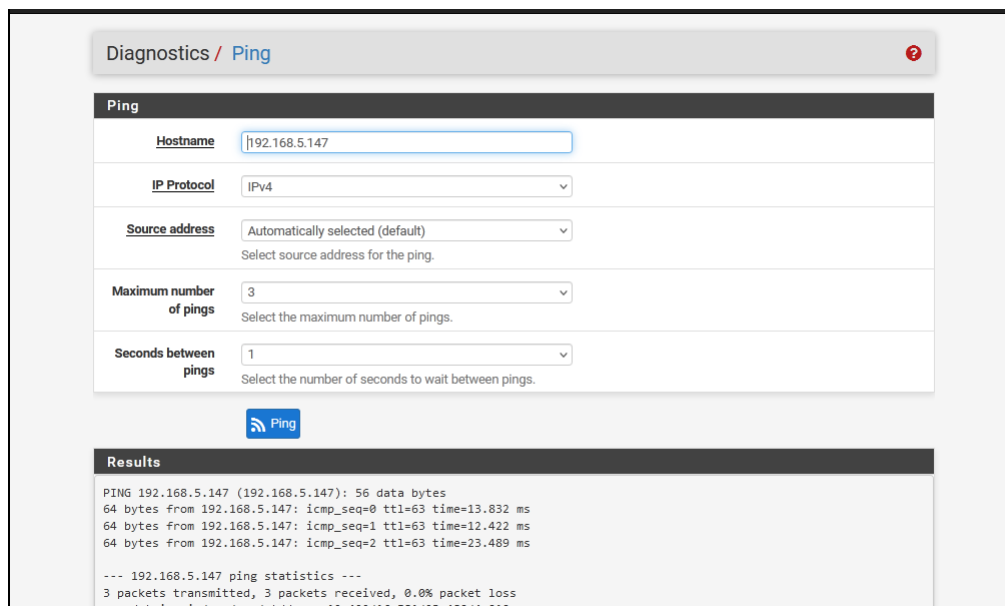 Diagnostics / Ping
Ping
Hostname
192.168.5.147
IP Protocol
IPv4
Source address
Automatically selected (default)
Select source address for the ping.
Maximum number
of pings
3
Select the maximum number of pings.
Seconds between
pings
1
Select the number of seconds to wait between pings.
Ping
Results
PING 192.168.5.147 (192.168.5.147): 56 data bytes
64 bytes from 192.168.5.147: icmp_seq=0 ttl=63 time=13.832 ms
64 bytes from 192.168.5.147: icmp_seq=1 ttl=63 time=12.422 ms
64 bytes from 192.168.5.147: icmp_seq=2 ttl=63 time=23.489 ms
--- 192.168.5.147 ping statistics ---
3 packets transmitted, 3 packets received, 0.0% packet loss